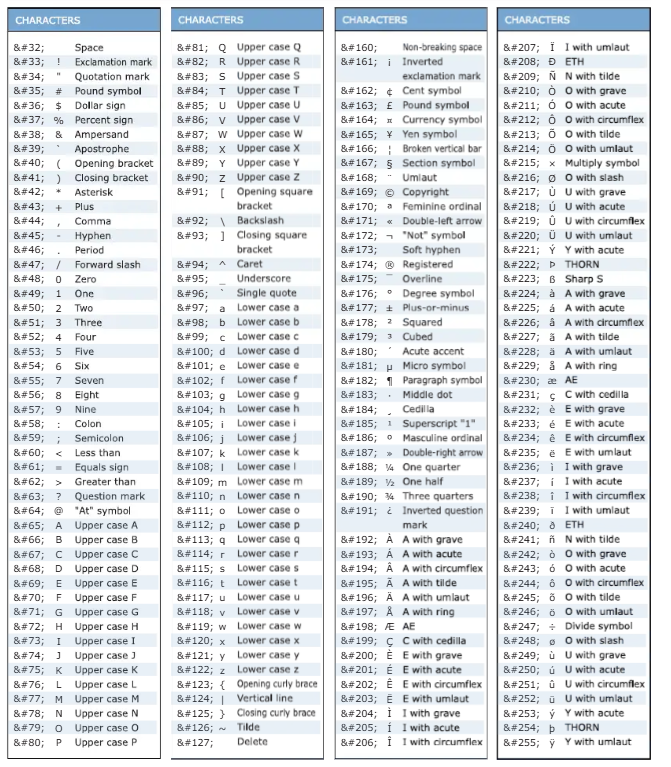 CHARACTERS
&#32; Space
&#33; ! Exclamation mark
&#34; " Quotation mark
&#35; # Pound symbol
&#36; $ Dollar sign
&#37; % Percent sign
&#38; & Ampersand
&#39; ` Apostrophe
&#40; ( Opening bracket
&#41; ) Closing bracket
&#42; * Asterisk
&#43; + Plus
&#44; , Comma
&#45; - Hyphen
&#46; . Period
&#47; / Forward slash
&#48; 0 Zero
&#49; 1 One
&#50; 2 Two
&#51; 3 Three
&#52; 4 Four
&#53; 5 Five
&#54; 6 Six
&#55; 7 Seven
&#56; 8 Eight
&#57; 9 Nine
&#58; : Colon
&#59; ; Semicolon
&#60; < Less than
&#61; = Equals sign
&#62; > Greater than
&#63; ? Question mark
&#64; @ "At" symbol
&#65; A Upper case A
&#66; B Upper case B
&#67; C Upper case C
&#68; D Upper case D
&#69; E Upper case E
&#70; F Upper case F
&#71; G Upper case G
&#72; H Upper case H
&#73; I Upper case I
&#74; J Upper case J
&#75; K Upper case K
&#76; L Upper case L
&#77; M Upper case M
&#78; N Upper case N
&#79; O Upper case O
&#80; P Upper case P
CHARACTERS
&#81; Q Upper case Q
&#82; R Upper case R
&#83; S Upper case S
&#84; T Upper case T
&#85; U Upper case U
&#86; V Upper case V
&#87; W Upper case W
&#88; X Upper case X
&#89; Y Upper case Y
&#90; Z Upper case Z
&#91; [ Opening square
bracket
&#92; \ Backslash
&#93; ] Closing square
bracket
&#94; ^ Caret
&#95; _ Underscore
&#96; ` Single quote
&#97; a Lower case a
&#98; b Lower case b
&#99; c Lower case c
&#100; d Lower case d
&#101; e Lower case e
&#102; f Lower case f
&#103; g Lower case g
&#104; h Lower case h
&#105; i Lower case i
&#106; j Lower case j
&#107; k Lower case k
&#108; l Lower case l
&#109; m Lower case m
&#110; n Lower case n
&#111; o Lower case o
&#112; p Lower case p
&#113; q Lower case q
&#114; r Lower case r
&#115; s Lower case s
&#116; t Lower case t
&#117; u Lower case u
&#118; v Lower case v
&#119; w Lower case w
&#120; x Lower case x
&#121; y Lower case y
&#122; z Lower case z
&#123; { Opening curly brace
&#124; | Vertical line
&#125; } Closing curly brace
&#126; ~ Tilde
&#127; Delete
CHARACTERS
&#160; Non-breaking space
&#161; ¡ Inverted
exclamation mark
&#162; ¢ Cent symbol
&#163; £ Pound symbol
&#164; ¤ Currency symbol
&#165; ¥ Yen symbol
&#166; ¦ Broken vertical bar
&#167; § Section symbol
&#168; ¨ Umlaut
&#169; © Copyright
&#170; ª Feminine ordinal
&#171; « Double-left arrow
&#172; ¬ "Not" symbol
&#173; Soft hyphen
&#174; ® Registered
&#175; ¯ Overline
&#176; ° Degree symbol
&#177; ± Plus-or-minus
&#178; ² Squared
&#179; ³ Cubed
&#180; ´ Acute accent
&#181; µ Micro symbol
&#182; ¶ Paragraph symbol
&#183; · Middle dot
&#184; ¸ Cedilla
&#185; ¹ Superscript "1"
&#186; º Masculine ordinal
&#187; » Double-right arrow
&#188; ¼ One quarter
&#189; ½ One half
&#190; ¾ Three quarters
&#191; ¿ Inverted question
mark
&#192; À A with grave
&#193; Á A with acute
&#194; Â A with circumflex
&#195; Ã A with tilde
&#196; Ä A with umlaut
&#197; Å A with ring
&#198; Æ AE
&#199; Ç C with cedilla
&#200; È E with grave
&#201; É E with acute
&#202; Ê E with circumflex
&#203; Ë E with umlaut
&#204; Ì I with grave
&#205; Í I with acute
&#206; Î I with circumflex
CHARACTERS
&#207; Ï I with umlaut
&#208; Ð ETH
&#209; Ñ N with tilde
&#210; Ò O with grave
&#211; Ó O with acute
&#212; Ô O with circumflex
&#213; Õ O with tilde
&#214; Ö O with umlaut
&#215; × Multiply symbol
&#216; Ø O with slash
&#217; Ù U with grave
&#218; Ú U with acute
&#219; Û U with circumflex
&#220; Ü U with umlaut
&#221; Ý Y with acute
&#222; Þ THORN
&#223; ß Sharp S
&#224; à A with grave
&#225; á A with acute
&#226; â A with circumflex
&#227; ã A with tilde
&#228; ä A with umlaut
&#229; å A with ring
&#230; æ AE
&#231; ç C with cedilla
&#232; è E with grave
&#233; é E with acute
&#234; ê E with circumflex
&#235; ë E with umlaut
&#236; ì I with grave
&#237; í I with acute
&#238; î I with circumflex
&#239; ï I with umlaut
&#240; ð ETH
&#241; ñ N with tilde
&#242; ò O with grave
&#243; ó O with acute
&#244; ô O with circumflex
&#245; õ O with tilde
&#246; ö O with umlaut
&#247; ÷ Divide symbol
&#248; ø O with slash
&#249; ù U with grave
&#250; ú U with acute
&#251; û U with circumflex
&#252; ü U with umlaut
&#253; ý Y with acute
&#254; þ THORN
&#255; ÿ Y with umlaut